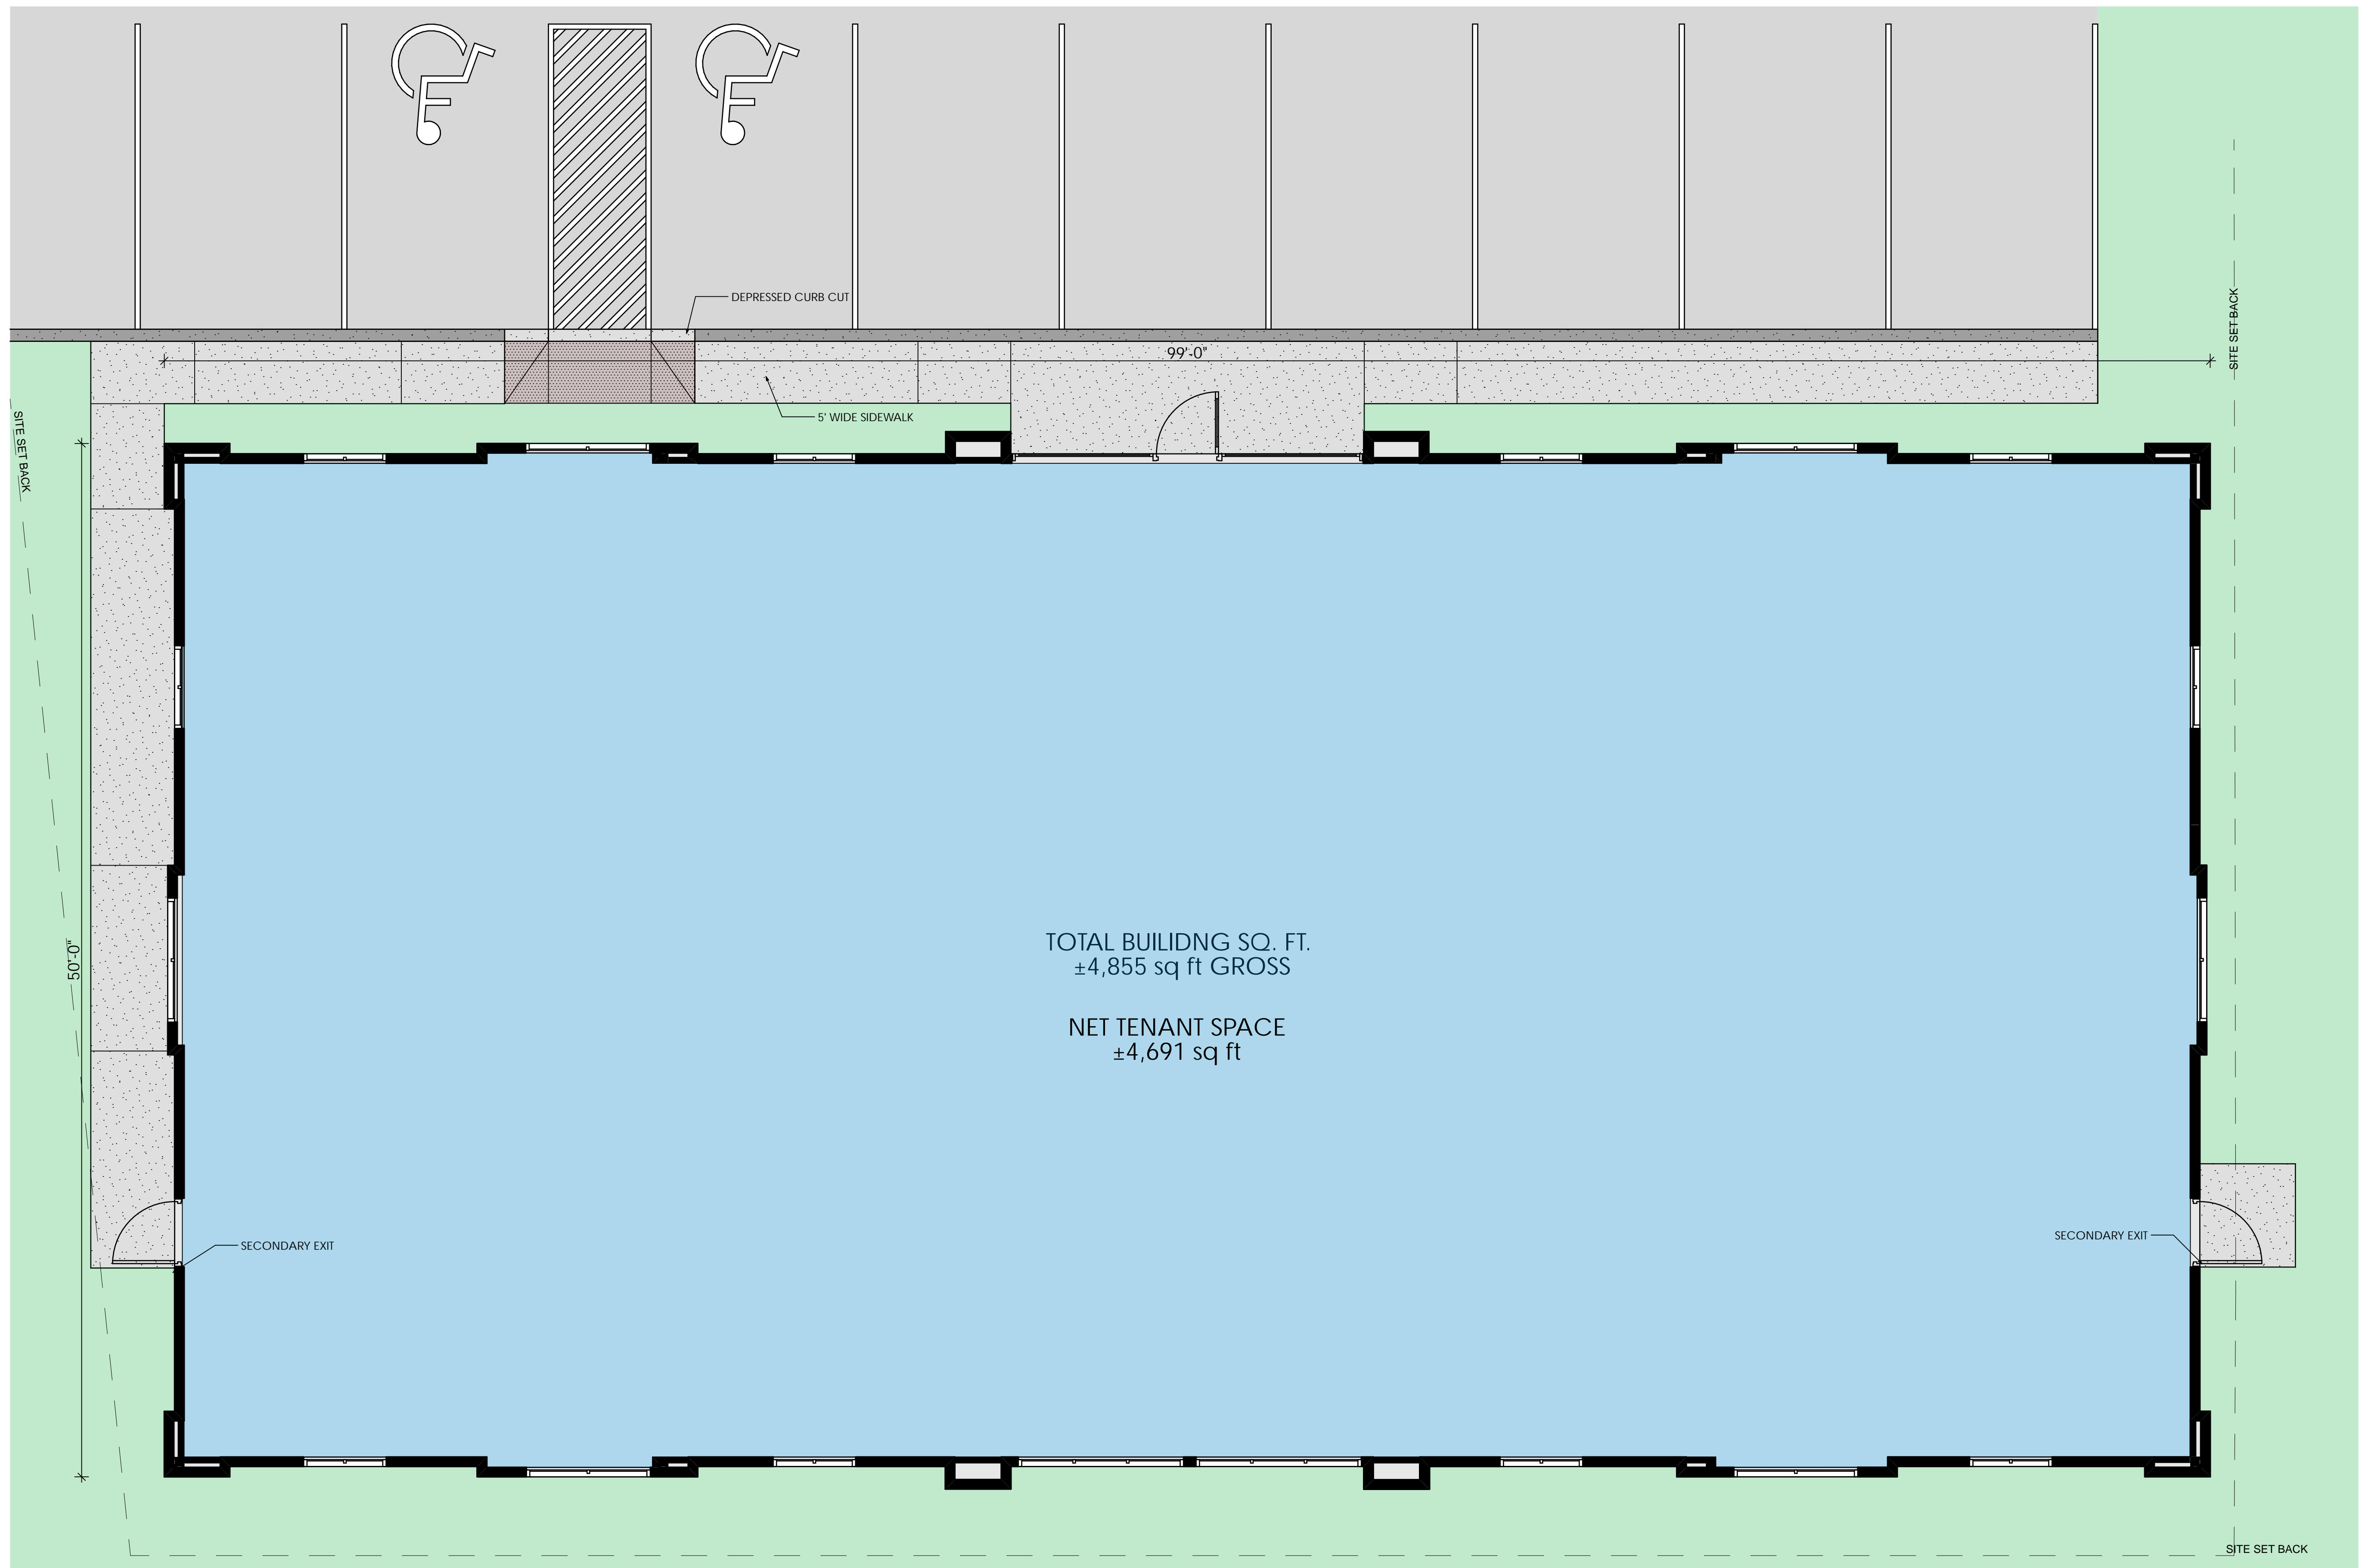 DEPRESSED CURB CUT
SITE SET BACK
99'-0"
5' WIDE SIDEWALK
SITE SET BACK
50'-0"
TOTAL BUILIDNG SQ. FT.
±4,855 sq ft GROSS
NET TENANT SPACE
±4,691 sq ft
SECONDARY EXIT
SECONDARY EXIT
SITE SET BACK